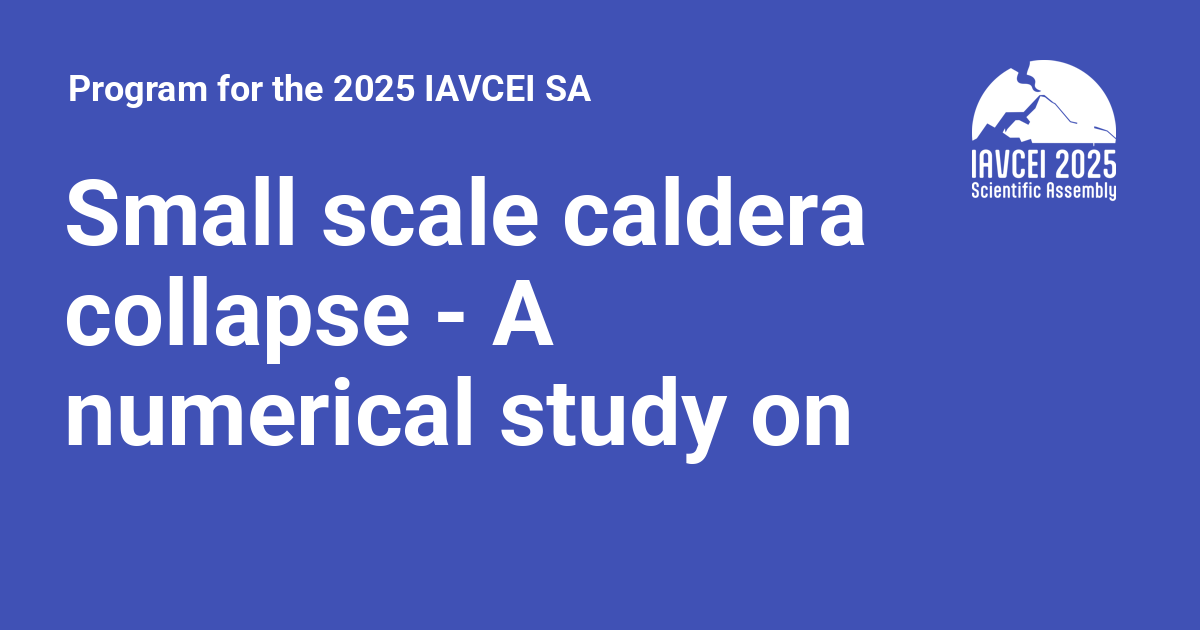 Program for the 2025 IAVCEI SA
IAVCEI 2025
Scientific Assembly
Small scale caldera
collapse - A
numerical study on